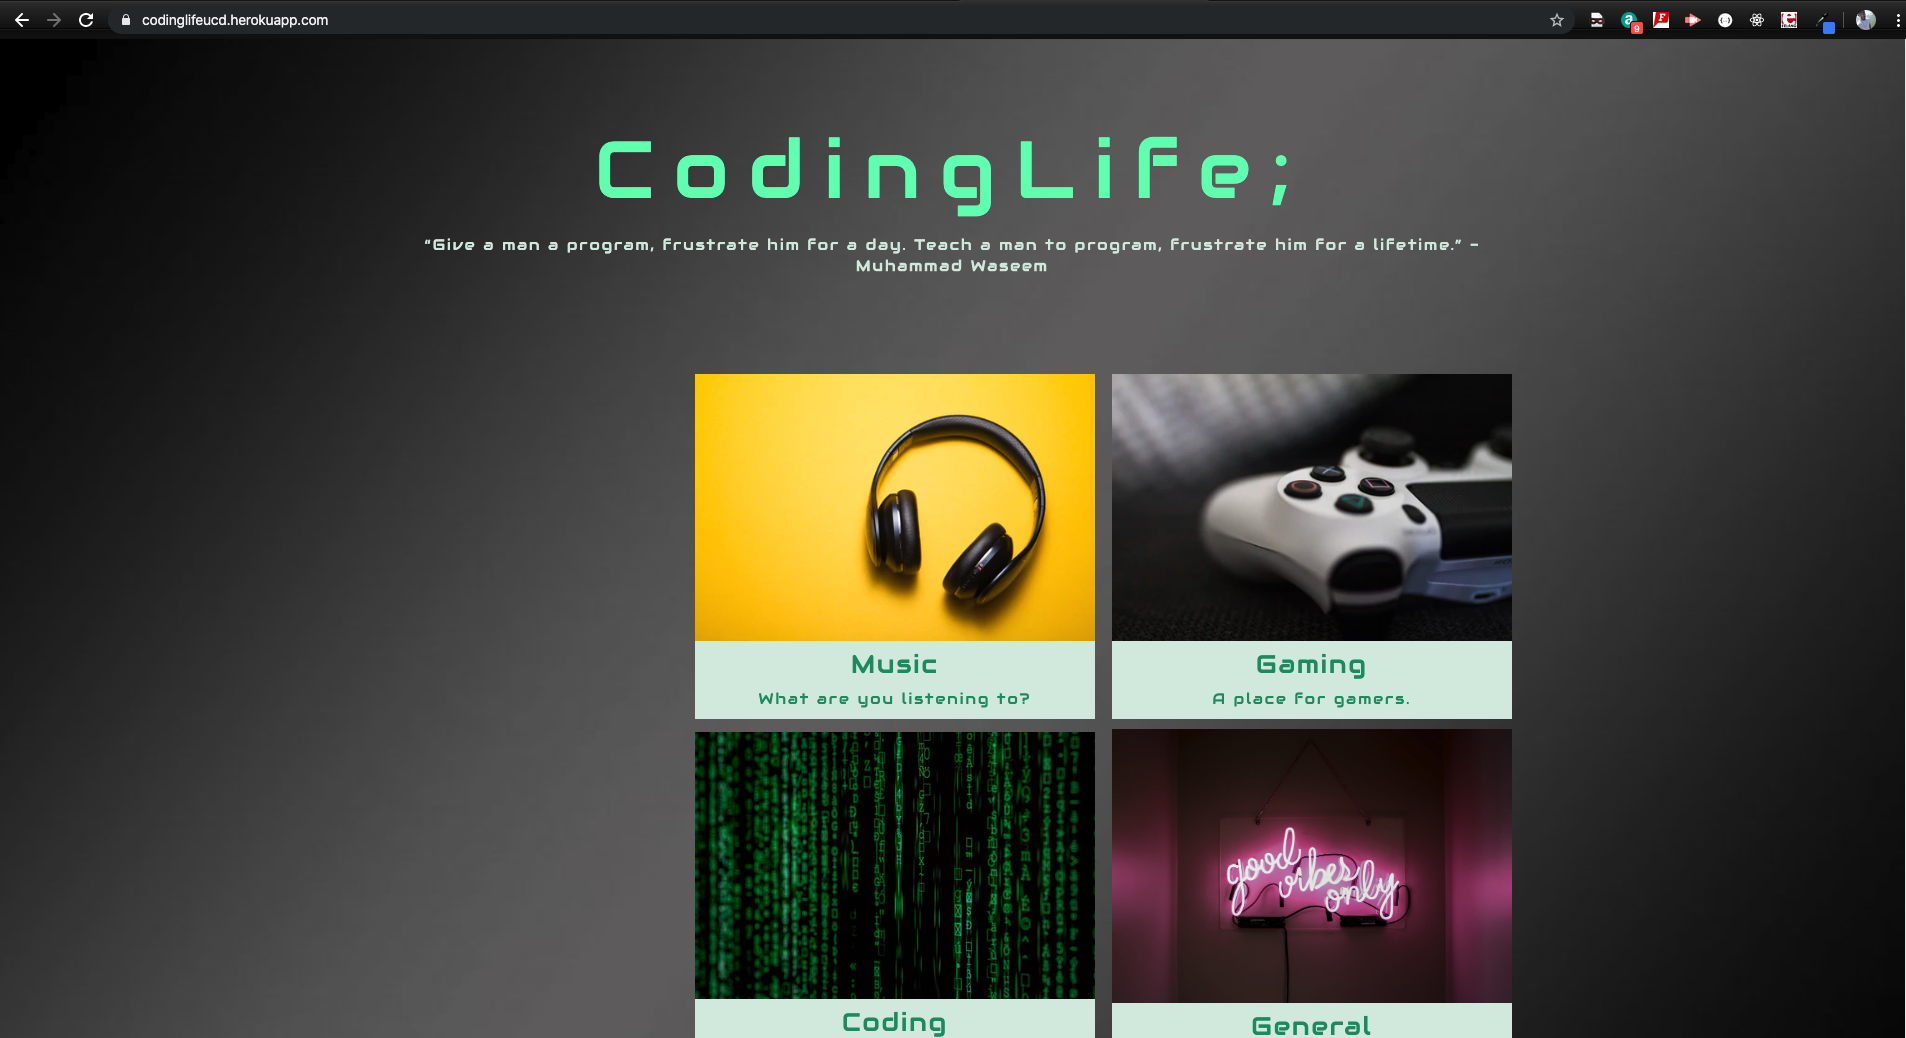 codinglifeucd.herokuapp.com
9
CodingLife;
“Give a man a program, frustrate him for a day. Teach a man to program, frustrate him for a lifetime.” -
Muhammad Waseem
Music
What are you listening to?
Gaming
A place for gamers.
good
vibes
only
Coding
General